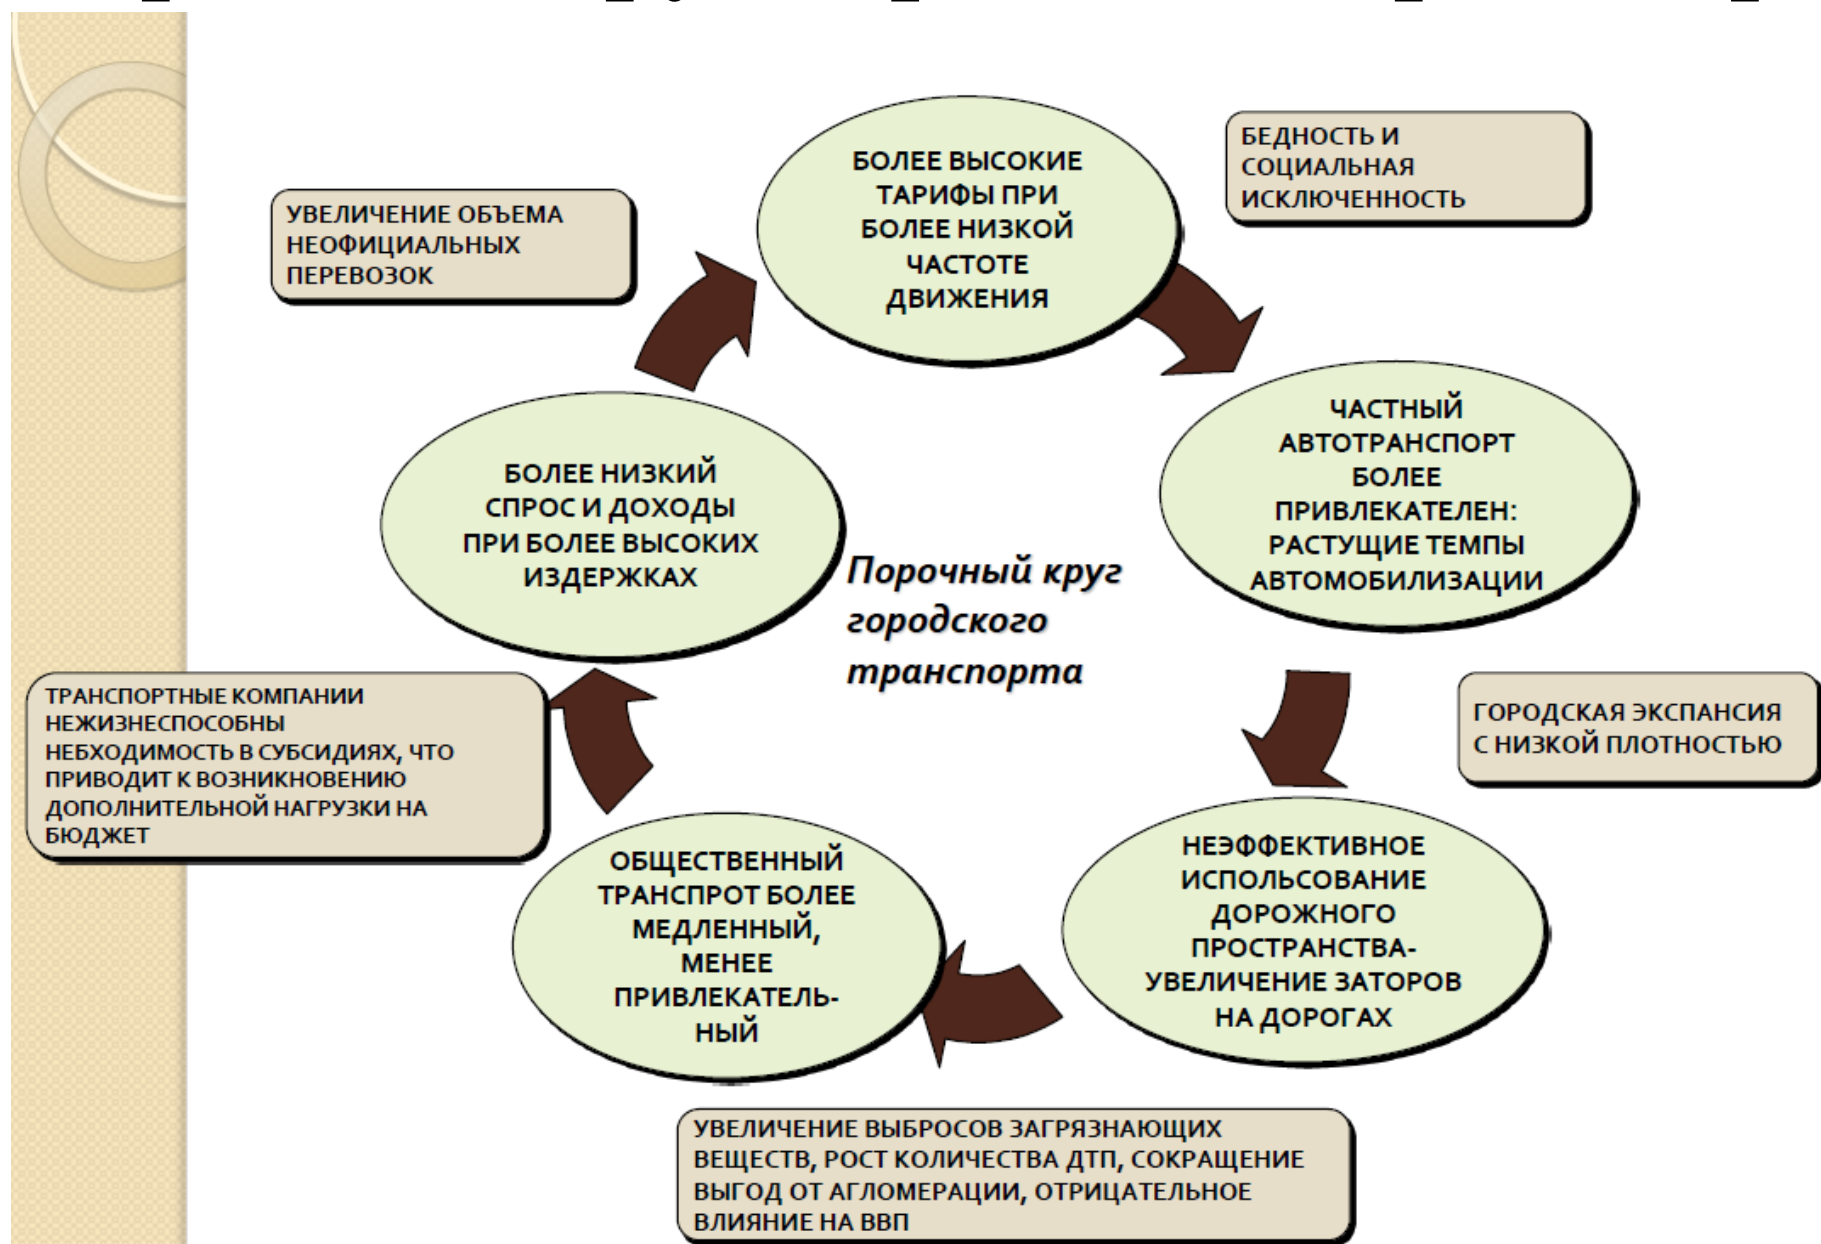 БОЛЕЕ ВЫСОКИЕ
ТАРИФЫ ПРИ
БОЛЕЕ НИЗКОЙ
ЧАСТОТЕ
ДВИЖЕНИЯ
БЕДНОСТЬ И
СОЦИАЛЬНАЯ
ИСКЛЮЧЕННОСТЬ
УВЕЛИЧЕНИЕ ОБЪЕМА
НЕОФИЦИАЛЬНЫХ
ПЕРЕВОЗОК
ЧАСТНЫЙ
АВТОТРАНСПОРТ
БОЛЕЕ
ПРИВЛЕКАТЕЛЕН:
РАСТУЩИЕ ТЕМПЫ
АВТОМОБИЛИЗАЦИИ
БОЛЕЕ НИЗКИЙ
СПРОС И ДОХОДЫ
ПРИ БОЛЕЕ ВЫСОКИХ
ИЗДЕРЖКАХ
Порочный круг
городского
транспорта
ТРАНСПОРТНЫЕ КОМПАНИИ
НЕЖИЗНЕСПОСОБНЫ
НЕБХОДИМОСТЬ В СУБСИДИЯХ, ЧТО
ПРИВОДИТ К ВОЗНИКНОВЕНИЮ
ДОПОЛНИТЕЛЬНОЙ НАГРУЗКИ НА
БЮДЖЕТ
ГОРОДСКАЯ ЭКСПАНСИЯ
С НИЗКОЙ ПЛОТНОСТЬЮ
ОБЩЕСТВЕННЫЙ
ТРАНСПРОТ БОЛЕЕ
МЕДЛЕННЫЙ,
МЕНЕЕ
ПРИВЛЕКАТЕЛЬ-
НЫЙ
НЕЭФФЕКТИВНОЕ
ИСПОЛЬСОВАНИЕ
ДОРОЖНОГО
ПРОСТРАНСТВА-
УВЕЛИЧЕНИЕ ЗАТОРОВ
НА ДОРОГАХ
УВЕЛИЧЕНИЕ ВЫБРОСОВ ЗАГРЯЗНАЮЩИХ
ВЕЩЕСТВ, РОСТ КОЛИЧЕСТВА ДТП, СОКРАЩЕНИЕ
ВЫГОД ОТ АГЛОМЕРАЦИИ, ОТРИЦАТЕЛЬНОЕ
ВЛИЯНИЕ НА ВВП